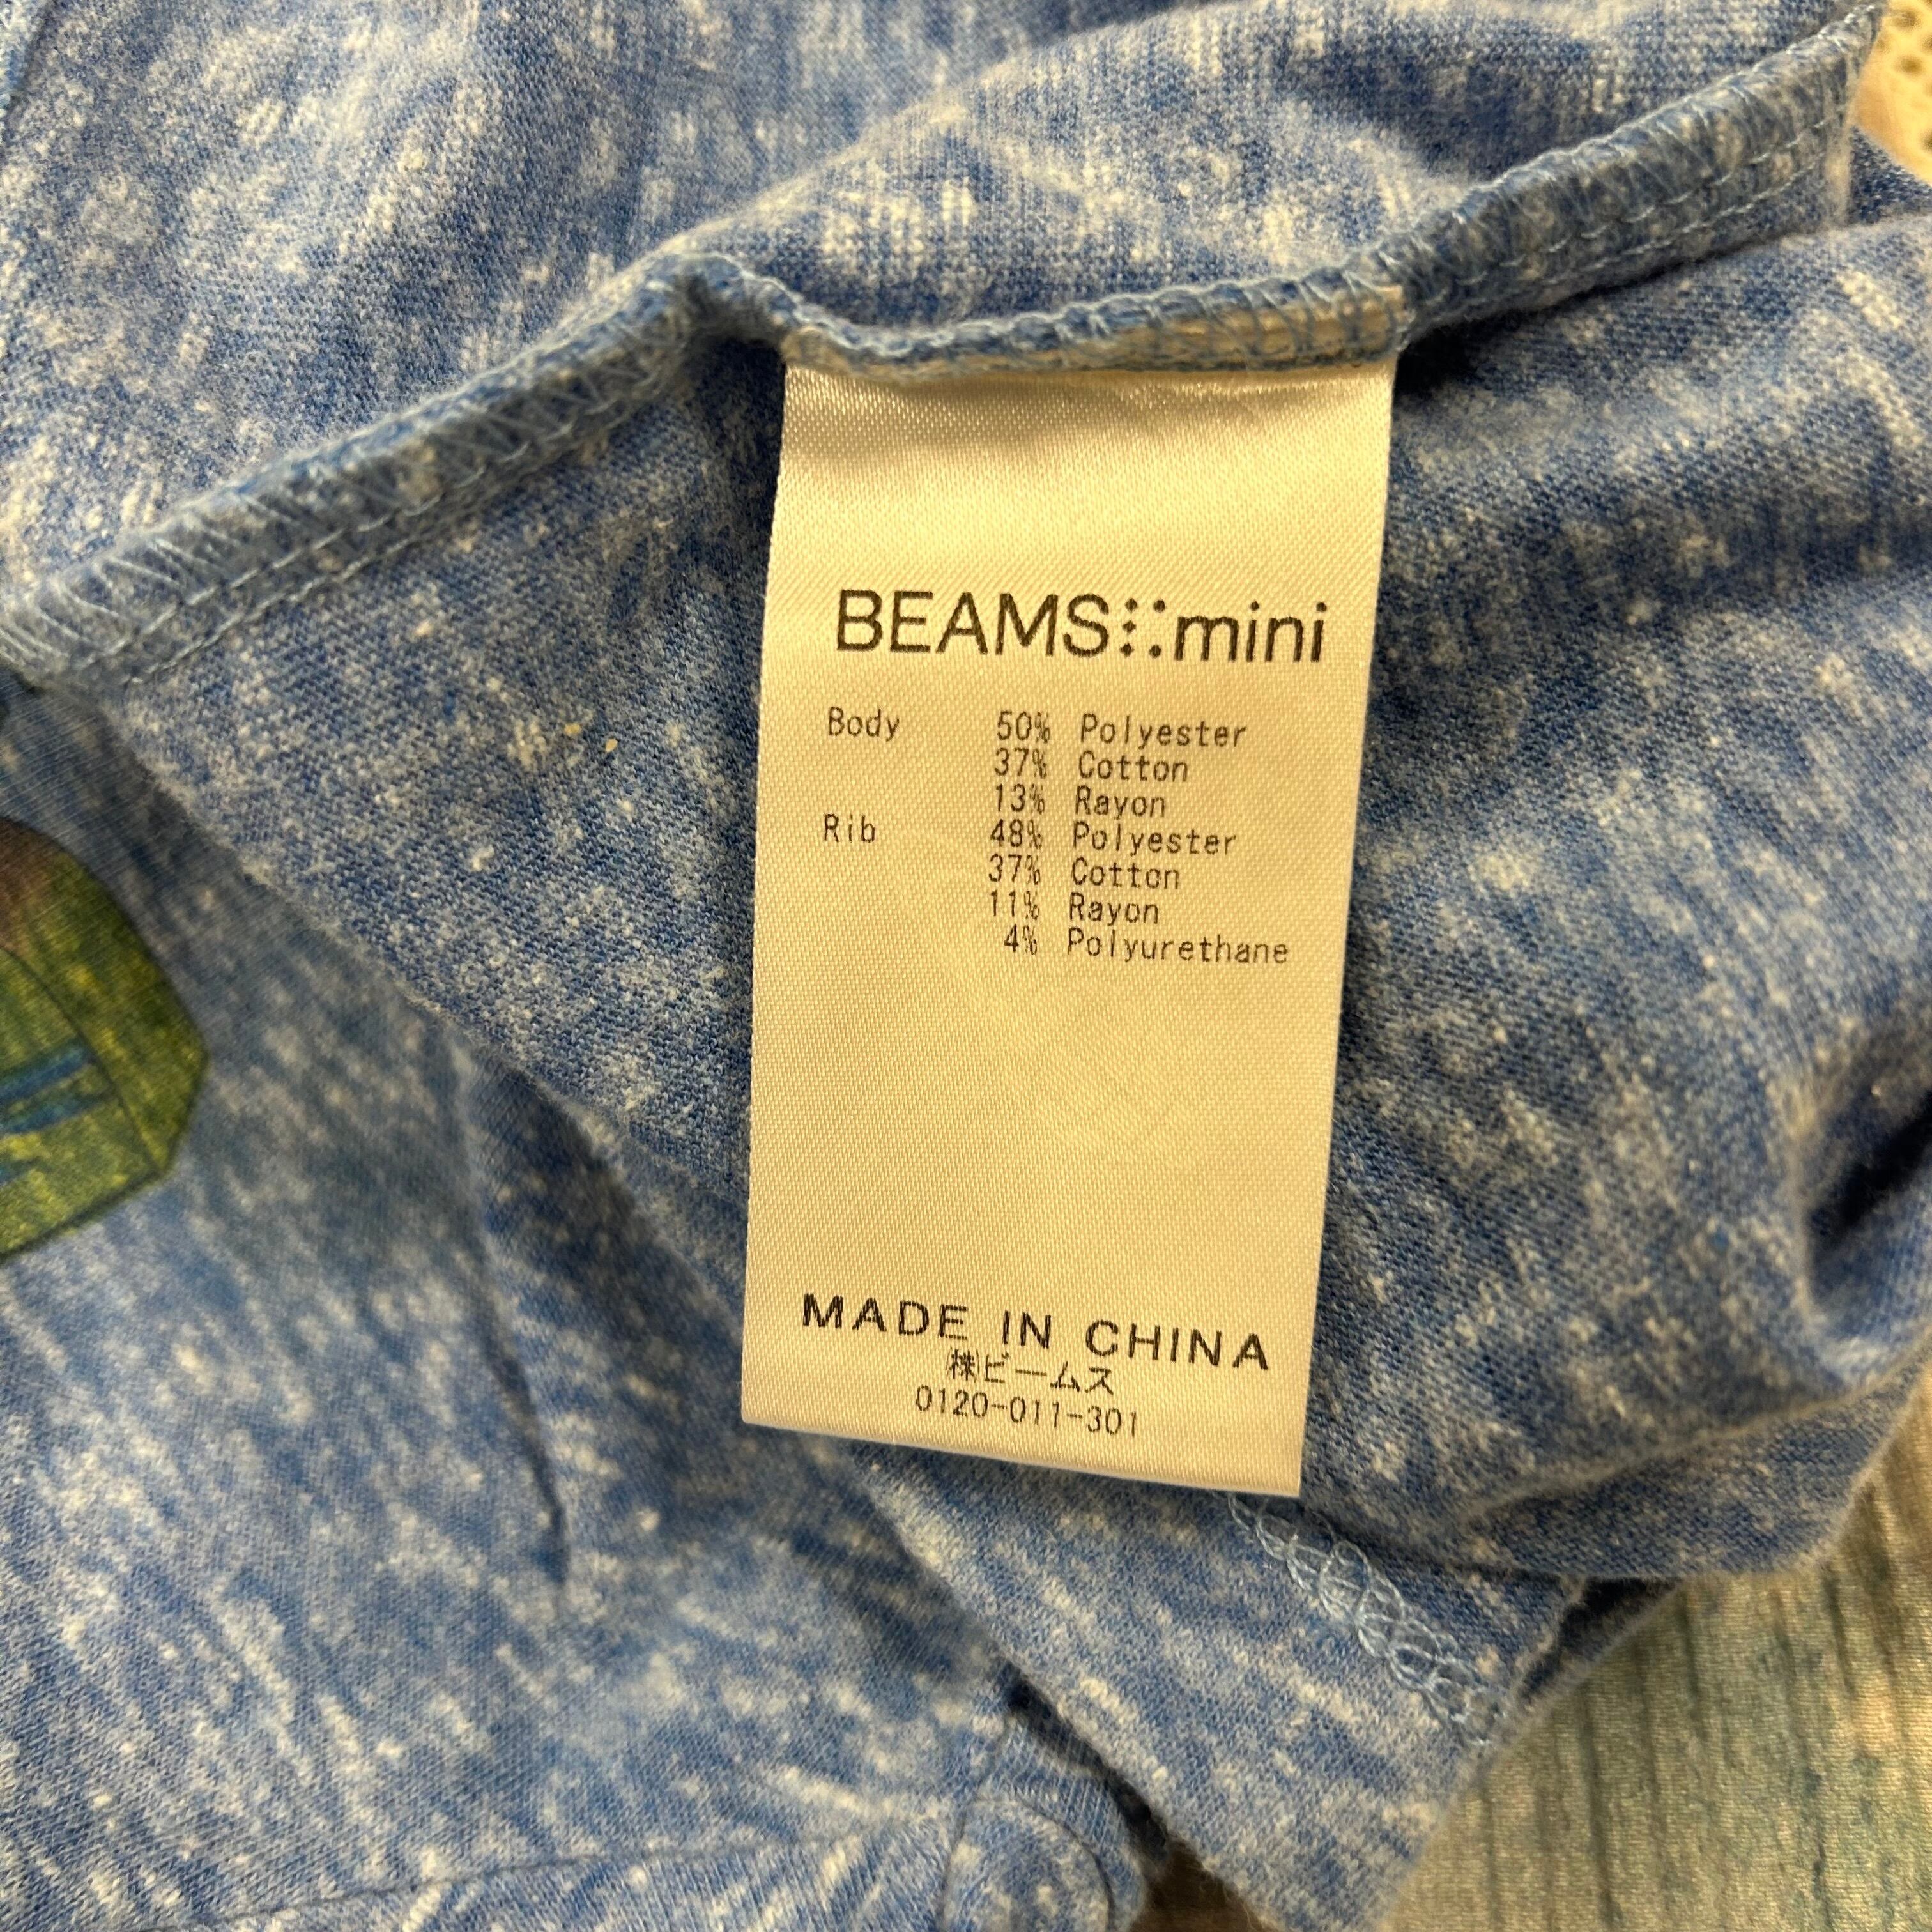 BEAMS mini
Body 50% Polyester
37% Cotton
13% Rayon
Rib 48% Polyester
37% Cotton
11% Rayon
4% Polyurethane
MADE IN CHINA
㈱ビームス
0120-011-301